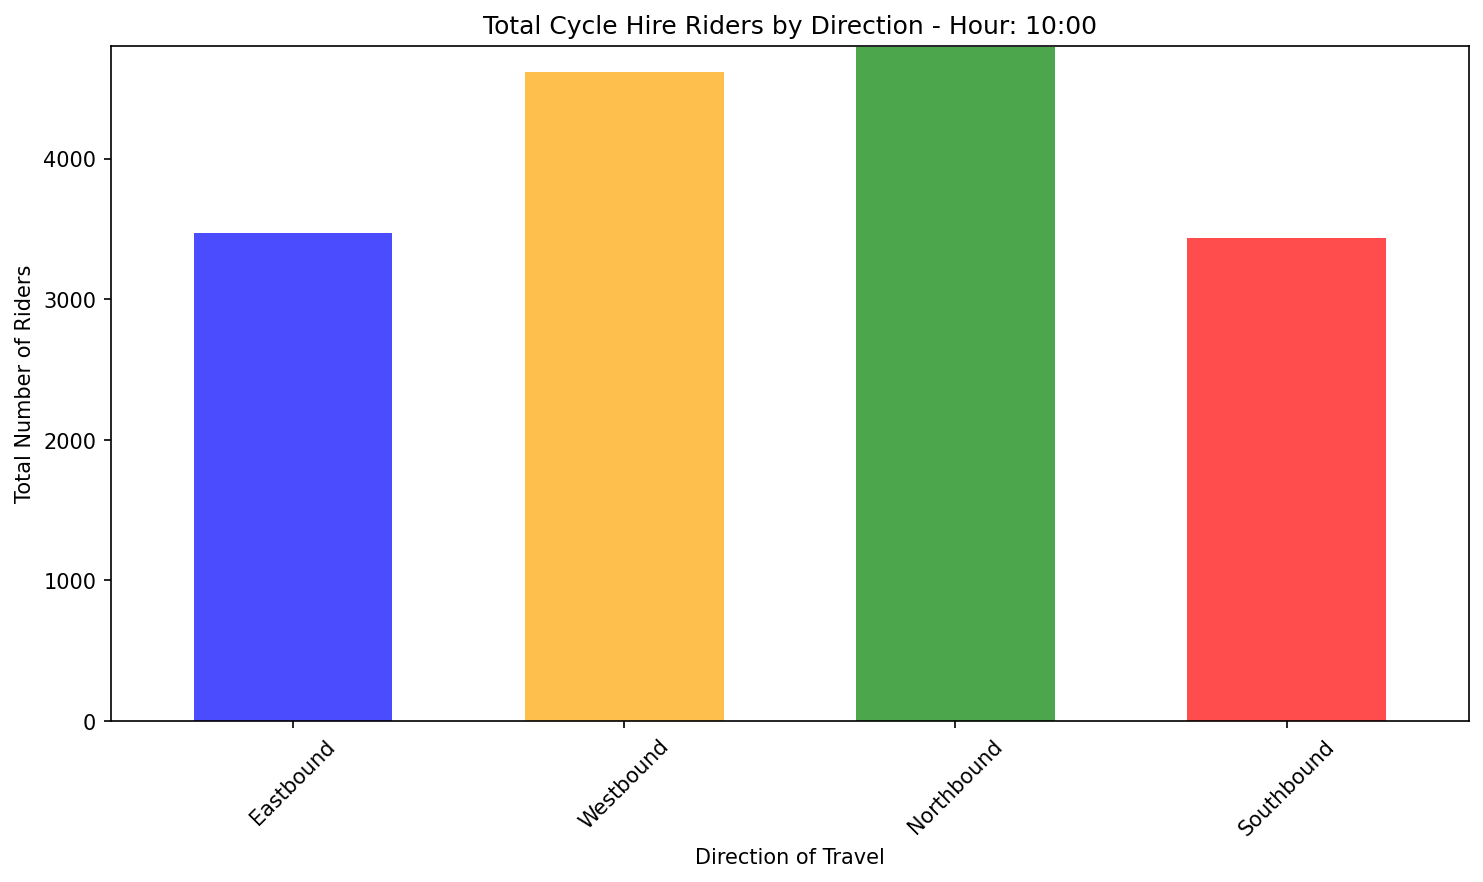 Total Cycle Hire Riders by Direction - Hour: 10:00
Total Number of Riders
4000
3000
2000
1000
0
Eastbound
Westbound
Northbound
Southbound
Direction of Travel